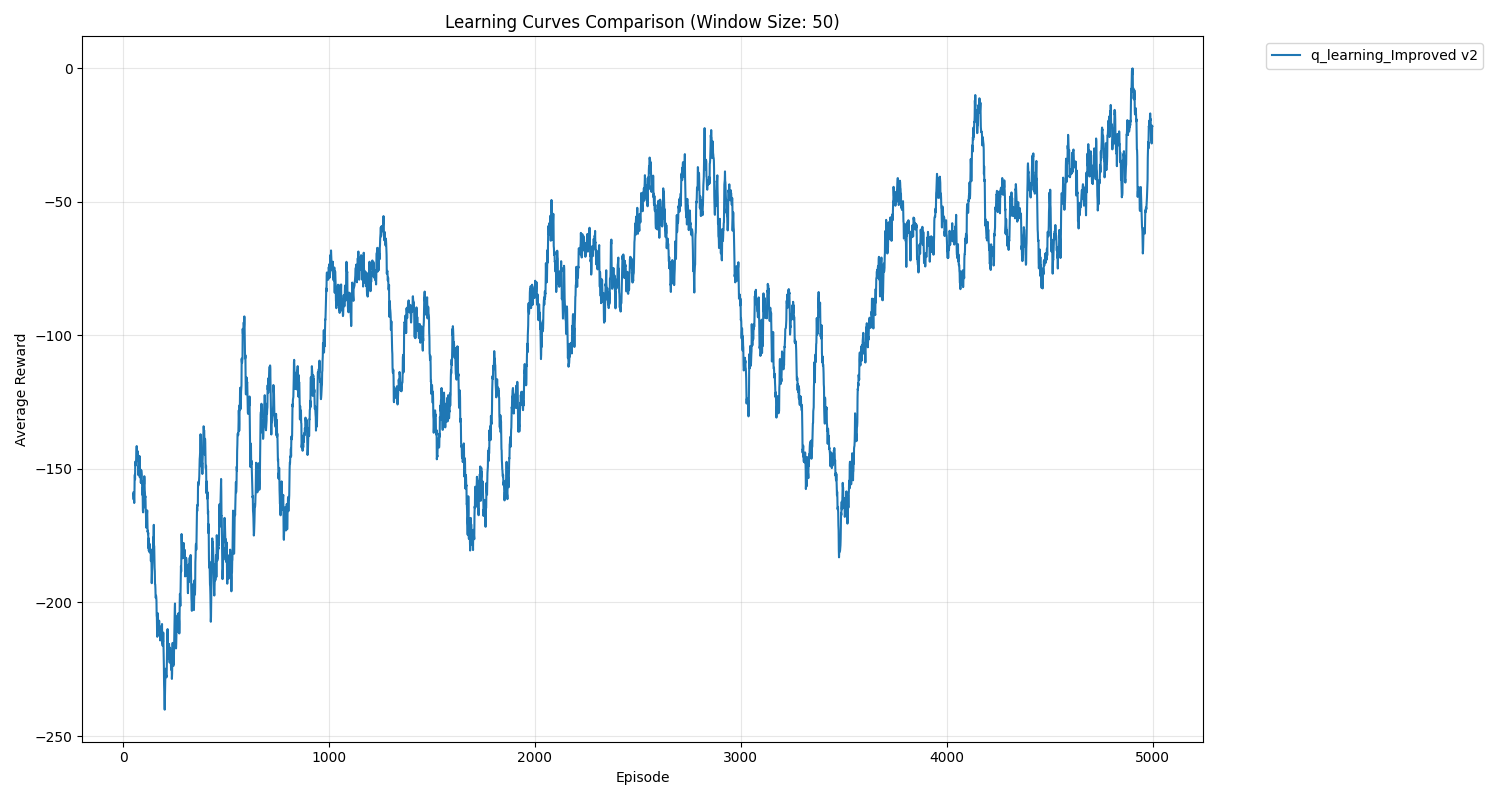 Learning Curves Comparison (Window Size: 50)
q_learning_Improved v2
0
−50
−100
−150
−200
−250
Average Reward
0 1000 2000 3000 4000 5000
Episode